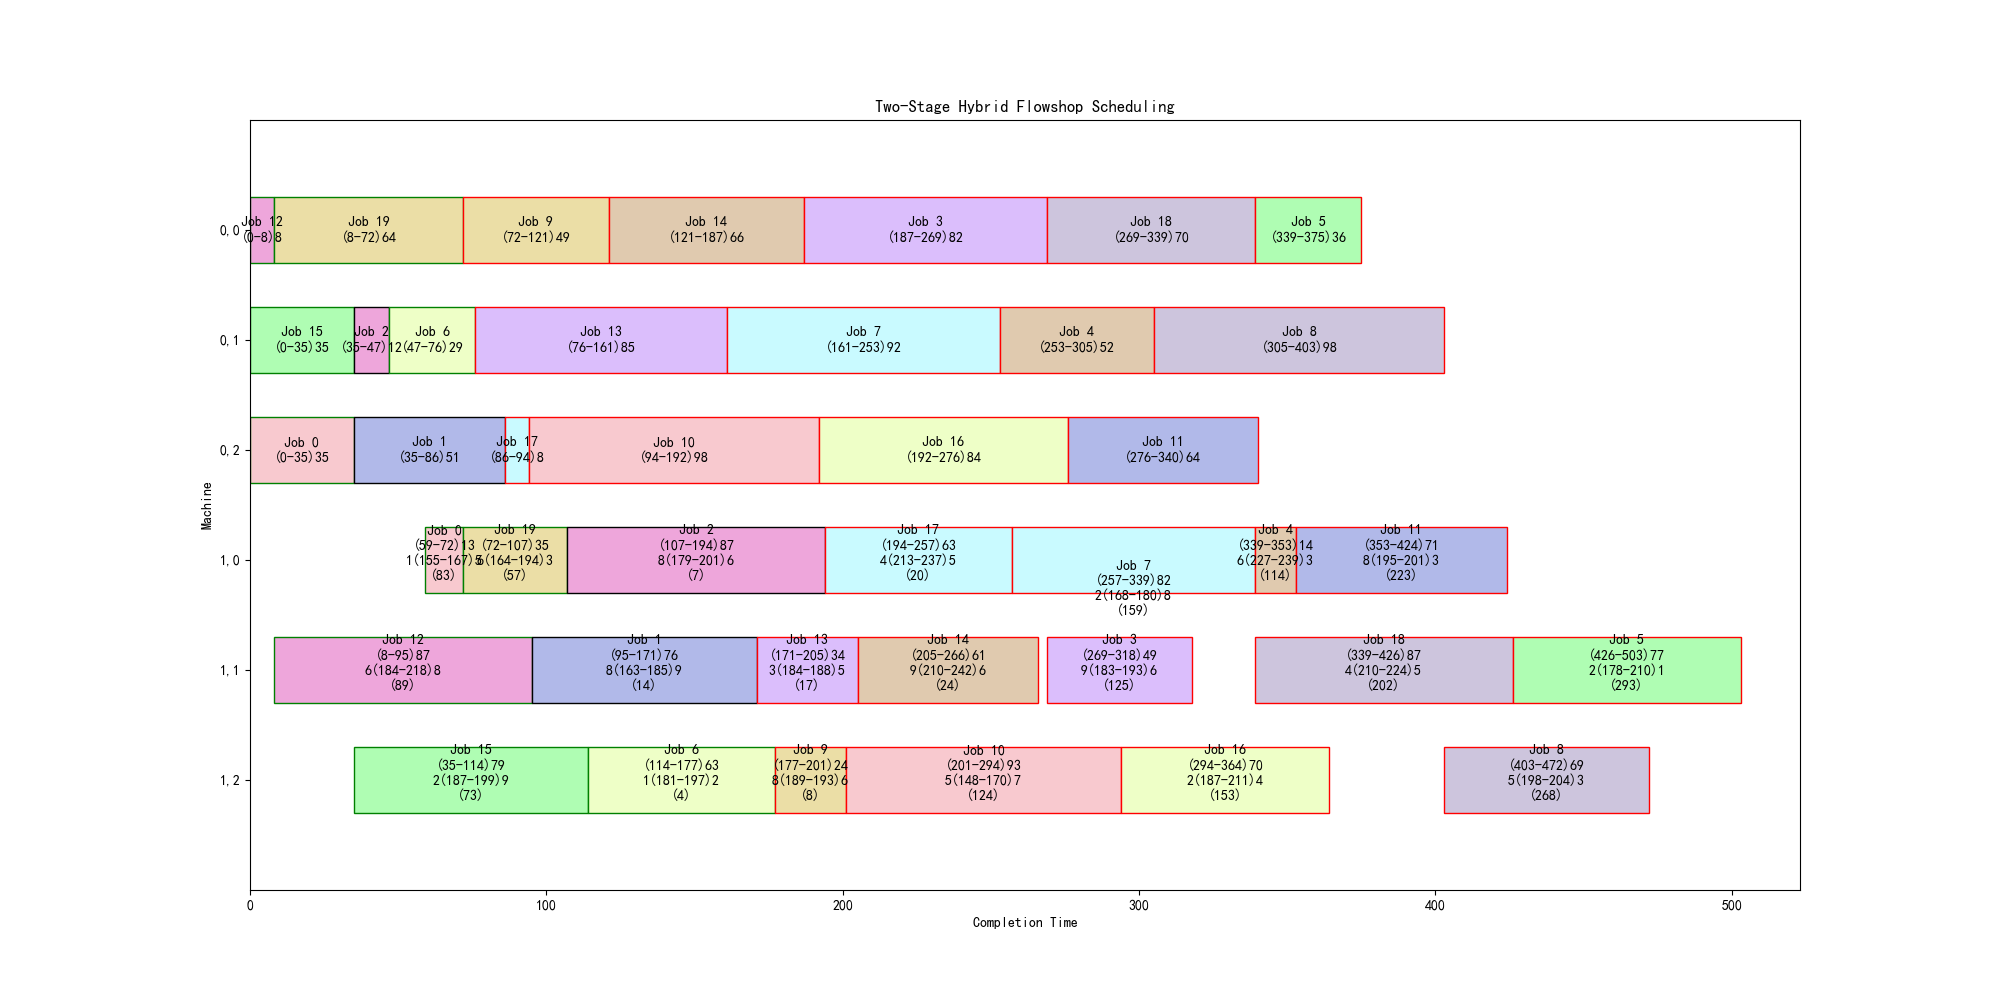 Two-Stage Hybrid Flowshop Scheduling
Machine
0,0
Job 12
(0-8)8
Job 19
(8-72)64
Job 9
(72-121)49
Job 14
(121-187)66
Job 3
(187-269)82
Job 18
(269-339)70
Job 5
(339-375)36
0,1
Job 15
(0-35)35
Job 2
(35-47)12
Job 6
(47-76)29
Job 13
(76-161)85
Job 7
(161-253)92
Job 4
(253-305)52
Job 8
(305-403)98
0,2
Job 0
(0-35)35
Job 1
(35-86)51
Job 17
(86-94)8
Job 10
(94-192)98
Job 16
(192-276)84
Job 11
(276-340)64
1,0
Job 0
(59-72)13
1(155-167)5
(83)
Job 19
(72-107)35
6(164-194)3
(57)
Job 2
(107-194)87
8(179-201)6
(7)
Job 17
(194-257)63
4(213-237)5
(20)
Job 7
(257-339)82
2(168-180)8
(159)
Job 4
(339-353)14
6(227-239)3
(114)
Job 11
(353-424)71
8(195-201)3
(223)
1,1
Job 12
(8-95)87
6(184-218)8
(89)
Job 1
(95-171)76
8(163-185)9
(14)
Job 13
(171-205)34
3(184-188)5
(17)
Job 14
(205-266)61
9(210-242)6
(24)
Job 3
(269-318)49
9(183-193)6
(125)
Job 18
(339-426)87
4(210-224)5
(202)
Job 5
(426-503)77
2(178-210)1
(293)
1,2
Job 15
(35-114)79
2(187-199)9
(73)
Job 6
(114-177)63
1(181-197)2
(4)
Job 9
(177-201)24
8(189-193)6
(8)
Job 10
(201-294)93
5(148-170)7
(124)
Job 16
(294-364)70
2(187-211)4
(153)
Job 8
(403-472)69
5(198-204)3
(268)
0 100 200 300 400 500
Completion Time